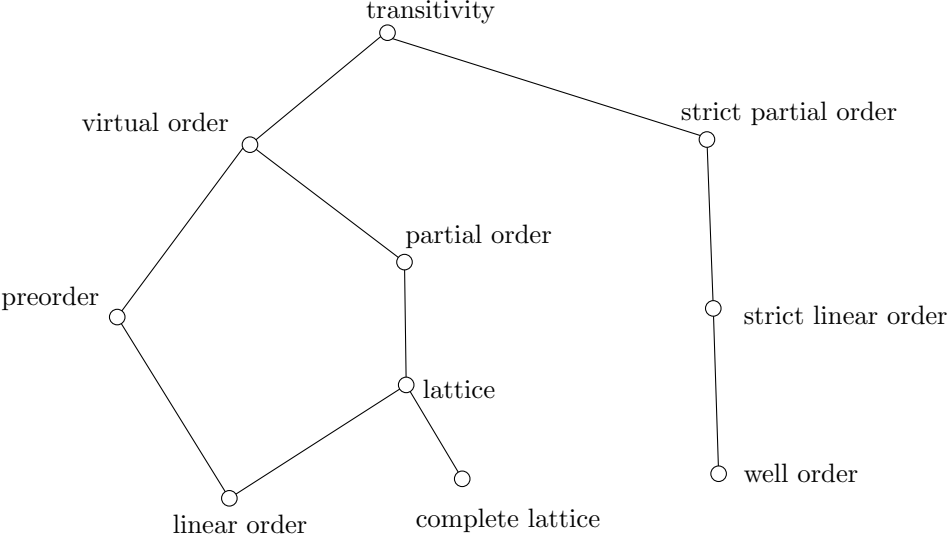 transitivity
strict partial order
virtual order
partial order
preorder
strict linear order
lattice
well order
complete lattice
linear order